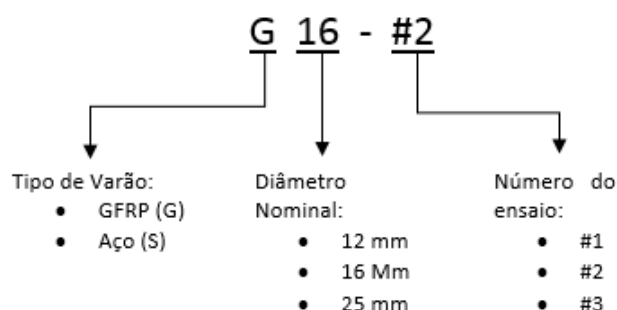 G 16 - #2
Tipo de Varão:
• GFRP (G)
• Aço (S)
Diâmetro
Nominal:
• 12 mm
• 16 Mm
• 25 mm
Número do
ensaio:
• #1
• #2
• #3